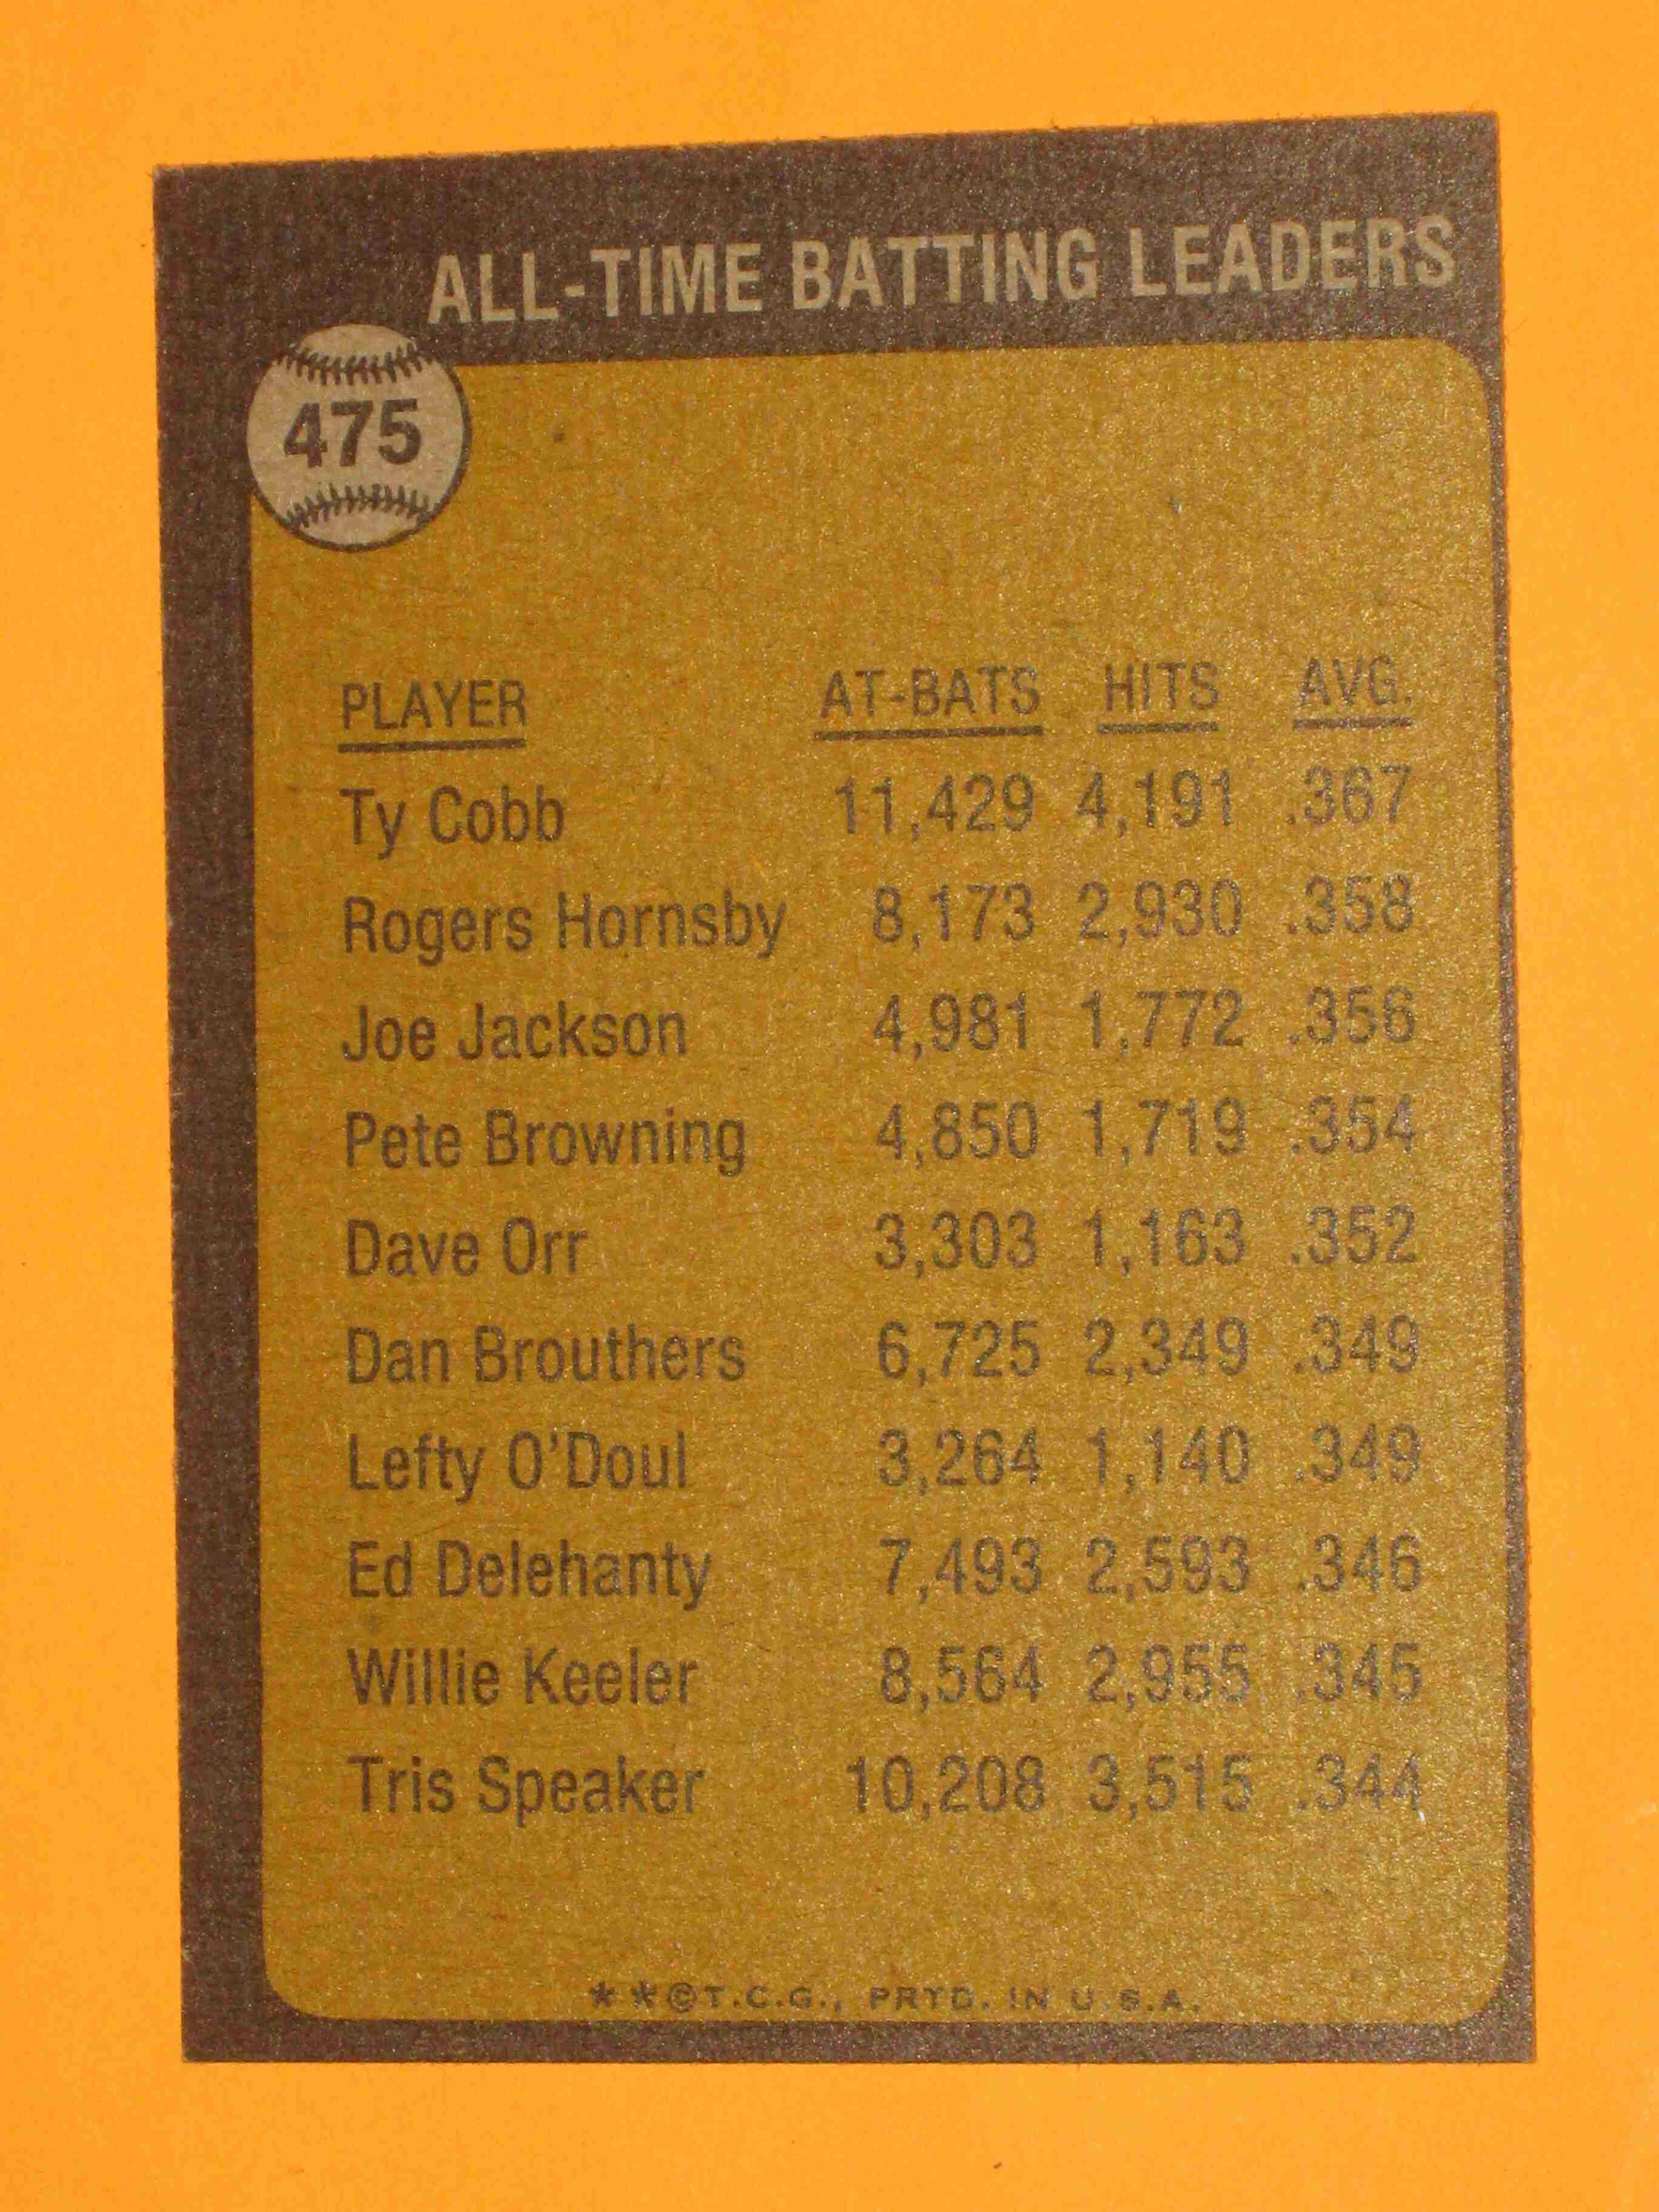 ALL-TIME BATTING LEADERS
475
PLAYER AT-BATS HITS AVG.
Ty Cobb 11,429 4,191 .367
Rogers Hornsby 8,173 2,930 .358
Joe Jackson 4,981 1,772 .356
Pete Browning 4,850 1,719 .354
Dave Orr 3,303 1,163 .352
Dan Brouthers 6,725 2,349 .349
Lefty O'Doul 3,264 1,140 .349
Ed Delehanty 7,493 2,593 .346
Willie Keeler 8,564 2,955 .345
Tris Speaker 10,208 3,515 .344
**©T.C.G., PRTD. IN U.S.A.